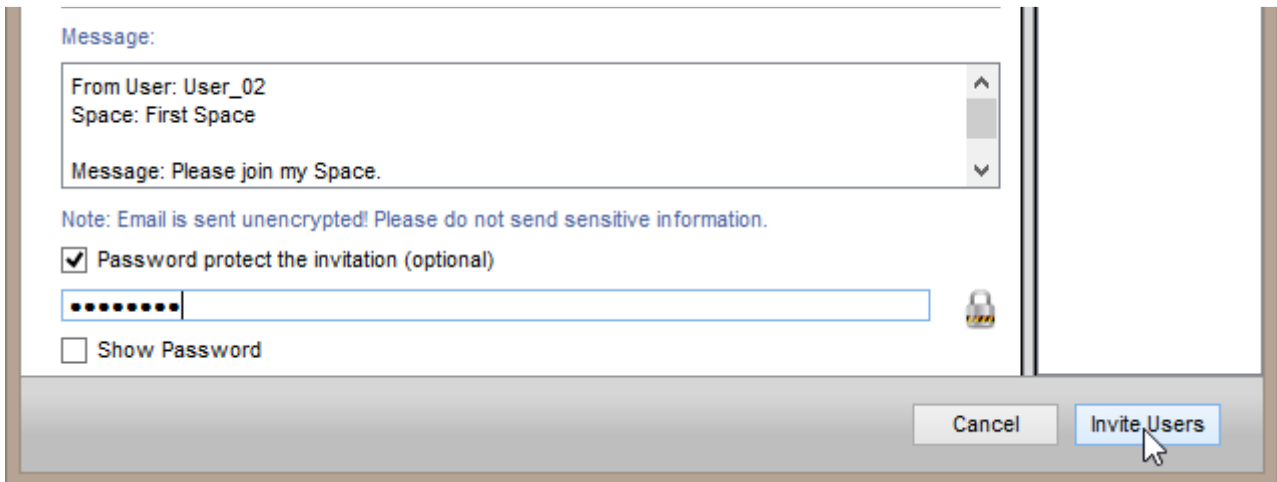 Message:
From User: User_02
Space: First Space
Message: Please join my Space.
Note: Email is sent unencrypted! Please do not send sensitive information.
Password protect the invitation (optional)
••••••••
Show Password
Cancel
Invite Users